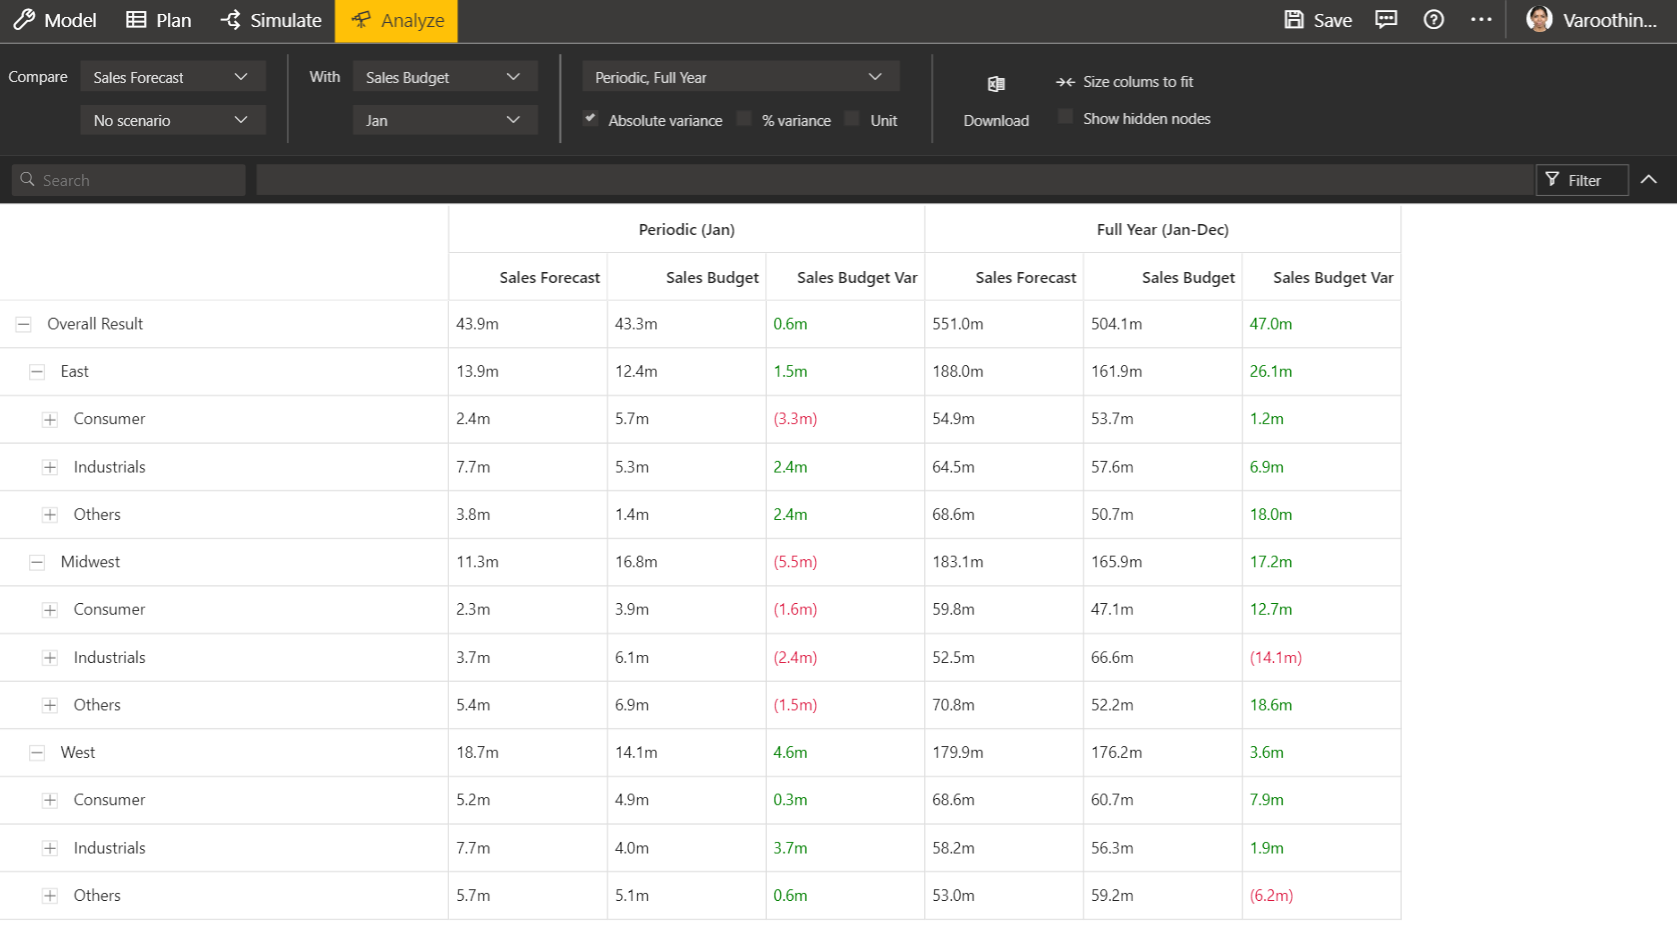 Model Plan Simulate Analyze Save Varoothin...
Compare Sales Forecast With Sales Budget Periodic, Full Year
Size colums to fit
No scenario Jan Absolute variance % variance Unit Download Show hidden nodes
Search Filter
Periodic (Jan) Full Year (Jan-Dec)
Sales Forecast Sales Budget Sales Budget Var Sales Forecast Sales Budget Sales Budget Var
Overall Result 43.9m 43.3m 0.6m 551.0m 504.1m 47.0m
East 13.9m 12.4m 1.5m 188.0m 161.9m 26.1m
Consumer 2.4m 5.7m (3.3m) 54.9m 53.7m 1.2m
Industrials 7.7m 5.3m 2.4m 64.5m 57.6m 6.9m
Others 3.8m 1.4m 2.4m 68.6m 50.7m 18.0m
Midwest 11.3m 16.8m (5.5m) 183.1m 165.9m 17.2m
Consumer 2.3m 3.9m (1.6m) 59.8m 47.1m 12.7m
Industrials 3.7m 6.1m (2.4m) 52.5m 66.6m (14.1m)
Others 5.4m 6.9m (1.5m) 70.8m 52.2m 18.6m
West 18.7m 14.1m 4.6m 179.9m 176.2m 3.6m
Consumer 5.2m 4.9m 0.3m 68.6m 60.7m 7.9m
Industrials 7.7m 4.0m 3.7m 58.2m 56.3m 1.9m
Others 5.7m 5.1m 0.6m 53.0m 59.2m (6.2m)